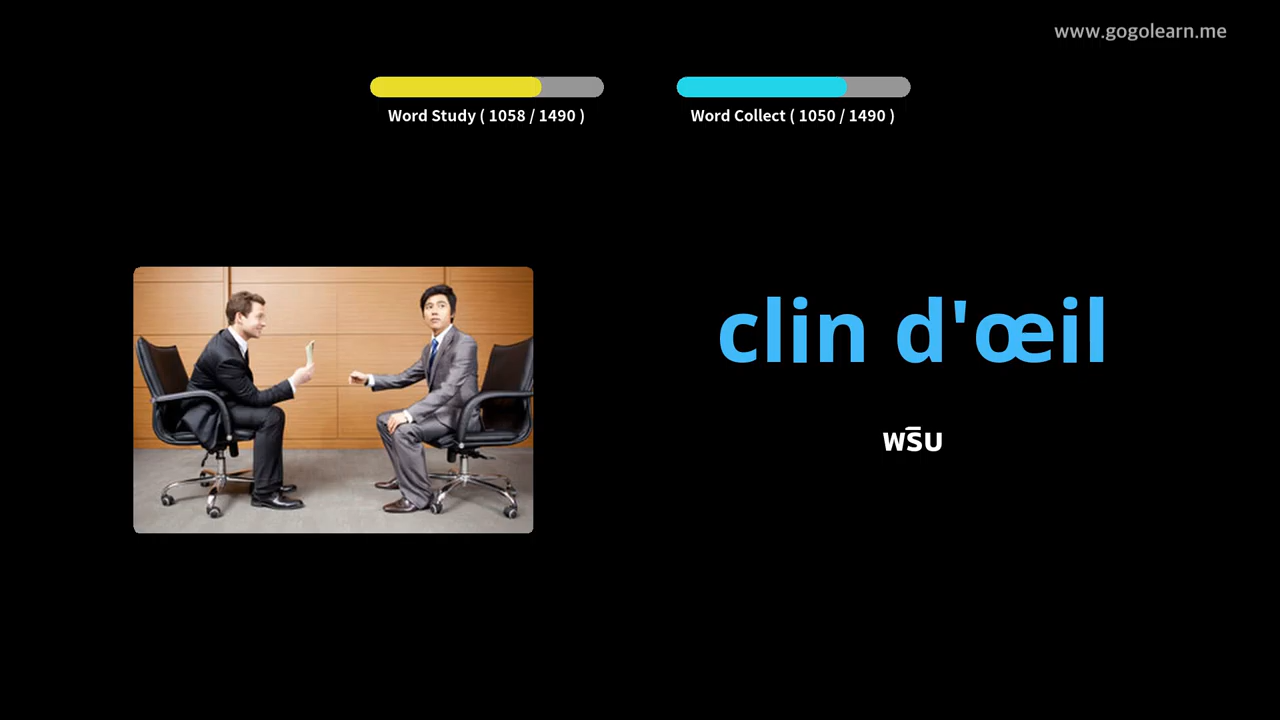 www.gogolearn.me
Word Study ( 1058 / 1490 )
Word Collect ( 1050 / 1490 )
clin d'œil
พริบ